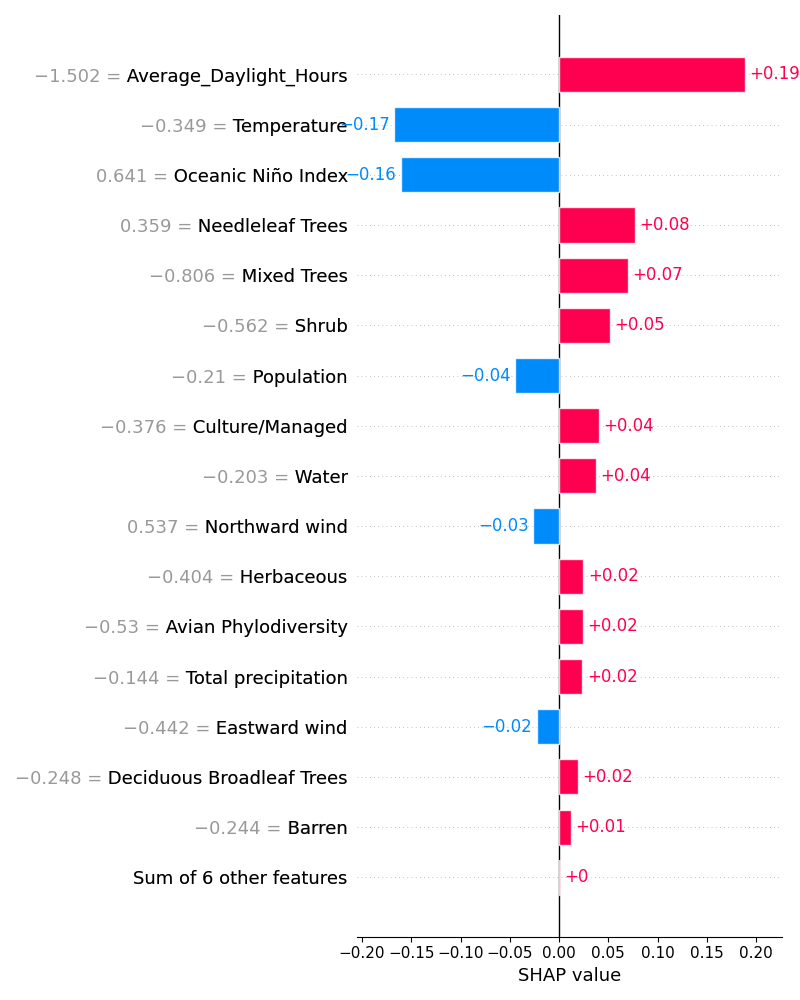 −1.502 = Average_Daylight_Hours +0.19
−0.349 = Temperature −0.17
0.641 = Oceanic Niño Index −0.16
0.359 = Needleleaf Trees +0.08
−0.806 = Mixed Trees +0.07
−0.562 = Shrub +0.05
−0.21 = Population −0.04
−0.376 = Culture/Managed +0.04
−0.203 = Water +0.04
0.537 = Northward wind −0.03
−0.404 = Herbaceous +0.02
−0.53 = Avian Phylodiversity +0.02
−0.144 = Total precipitation +0.02
−0.442 = Eastward wind −0.02
−0.248 = Deciduous Broadleaf Trees +0.02
−0.244 = Barren +0.01
Sum of 6 other features +0
−0.20 −0.15 −0.10 −0.05 0.00 0.05 0.10 0.15 0.20
SHAP value